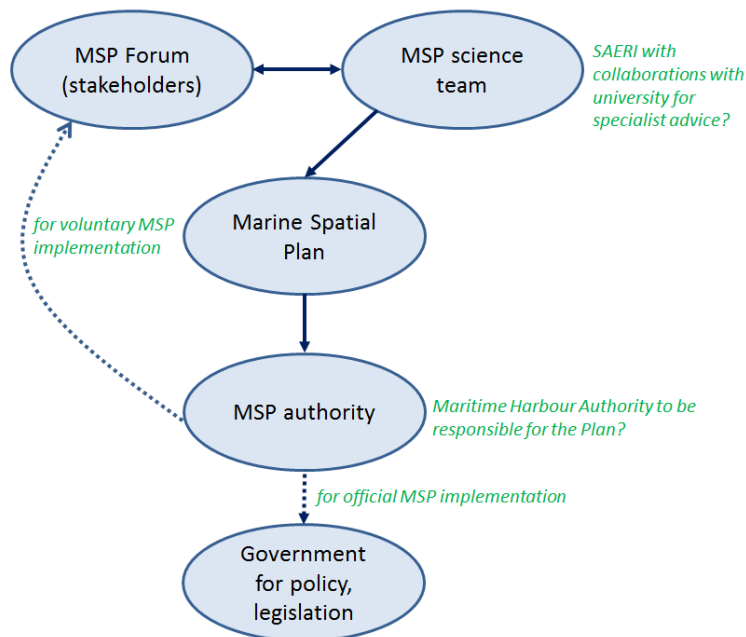 MSP Forum
(stakeholders)
MSP science
team
SAERI with
collaborations with
university for
specialist advice?
for voluntary MSP
implementation
Marine Spatial
Plan
MSP authority
Maritime Harbour Authority to be
responsible for the Plan?
for official MSP implementation
Government
for policy,
legislation